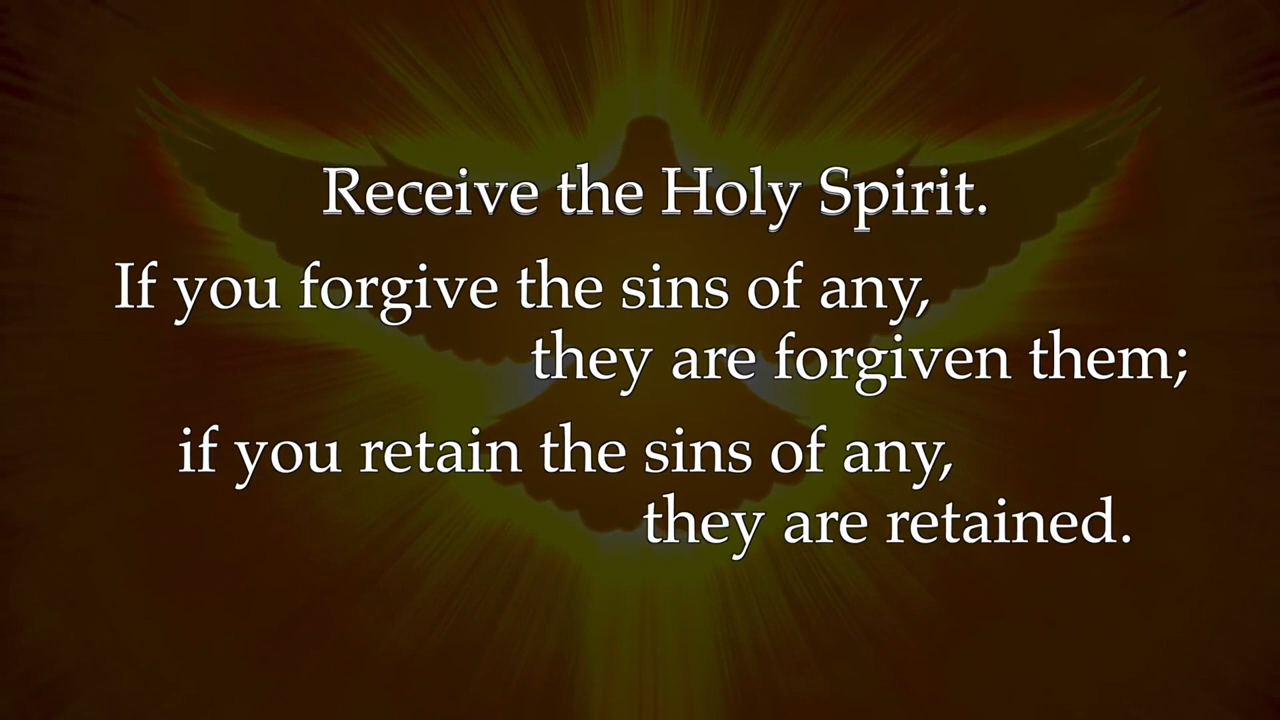 Receive the Holy Spirit.
If you forgive the sins of any,
they are forgiven them;
if you retain the sins of any,
they are retained.